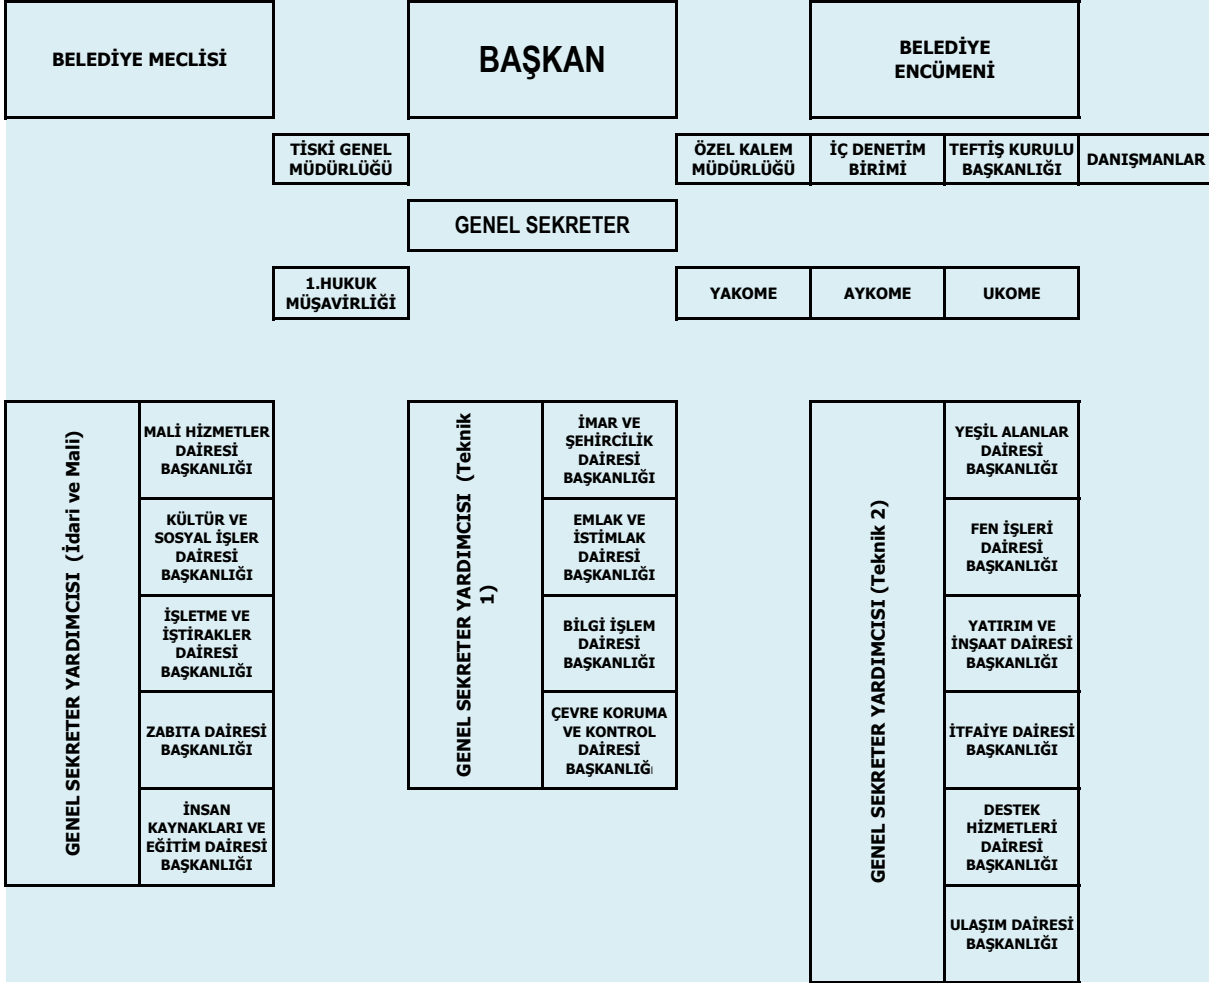 BELEDİYE MECLİSİ
BAŞKAN
BELEDİYE
ENCÜMENİ
TİSKİ GENEL
MÜDÜRLÜĞÜ
ÖZEL KALEM
MÜDÜRLÜĞÜ
İÇ DENETİM
BİRİMİ
TEFTİŞ KURULU
BAŞKANLIĞI
DANIŞMANLAR
GENEL SEKRETER
1.HUKUK
MÜŞAVİRLİĞİ
YAKOME
AYKOME
UKOME
GENEL SEKRETER YARDIMCISI (İdari ve Mali)
MALİ HİZMETLER
DAİRESİ
BAŞKANLIĞI
KÜLTÜR VE
SOSYAL İŞLER
DAİRESİ
BAŞKANLIĞI
İŞLETME VE
İŞTİRAKLER
DAİRESİ
BAŞKANLIĞI
ZABITA DAİRESİ
BAŞKANLIĞI
İNSAN
KAYNAKLARI VE
EĞİTİM DAİRESİ
BAŞKANLIĞI
GENEL SEKRETER YARDIMCISI (Teknik
1)
İMAR VE
ŞEHİRCİLİK
DAİRESİ
BAŞKANLIĞI
EMLAK VE
İSTİMLAK
DAİRESİ
BAŞKANLIĞI
BİLGİ İŞLEM
DAİRESİ
BAŞKANLIĞI
ÇEVRE KORUMA
VE KONTROL
DAİRESİ
BAŞKANLIĞı
GENEL SEKRETER YARDIMCISI (Teknik 2)
YEŞİL ALANLAR
DAİRESİ
BAŞKANLIĞI
FEN İŞLERİ
DAİRESİ
BAŞKANLIĞI
YATIRIM VE
İNŞAAT DAİRESİ
BAŞKANLIĞI
İTFAİYE DAİRESİ
BAŞKANLIĞI
DESTEK
HİZMETLERİ
DAİRESİ
BAŞKANLIĞI
ULAŞIM DAİRESİ
BAŞKANLIĞI